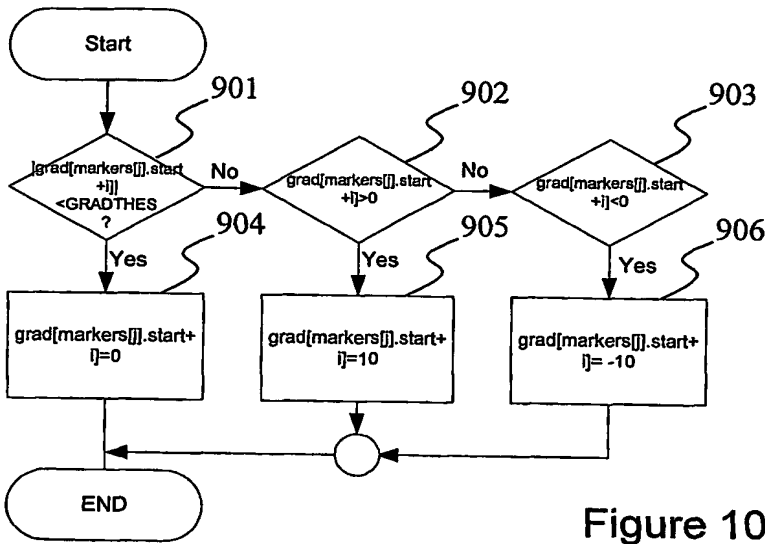 Start
901
902
903
|grad[markers[j].start
+i]|
<GRADTHES
?
No
grad[markers[j].start
+i]>0
No
grad[markers[j].start
+i]<0
904
905
906
Yes
Yes
Yes
grad[markers[j].start+
i]=0
grad[markers[j].start+
i]=10
grad[markers[j].start+
i]= -10
END
Figure 10